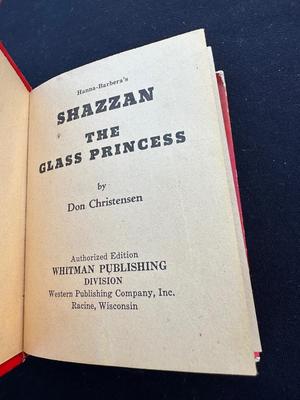 Hanna-Barbera's
SHAZZAN
THE
GLASS PRINCESS
by
Don Christensen
Authorized Edition
WHITMAN PUBLISHING
DIVISION
Western Publishing Company, Inc.
Racine, Wisconsin